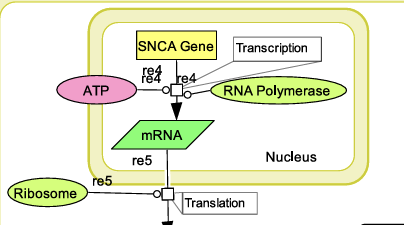 SNCA Gene
Transcription
re4
re4 re4
ATP
RNA Polymerase
mRNA
re5
Nucleus
re5
Ribosome
Translation